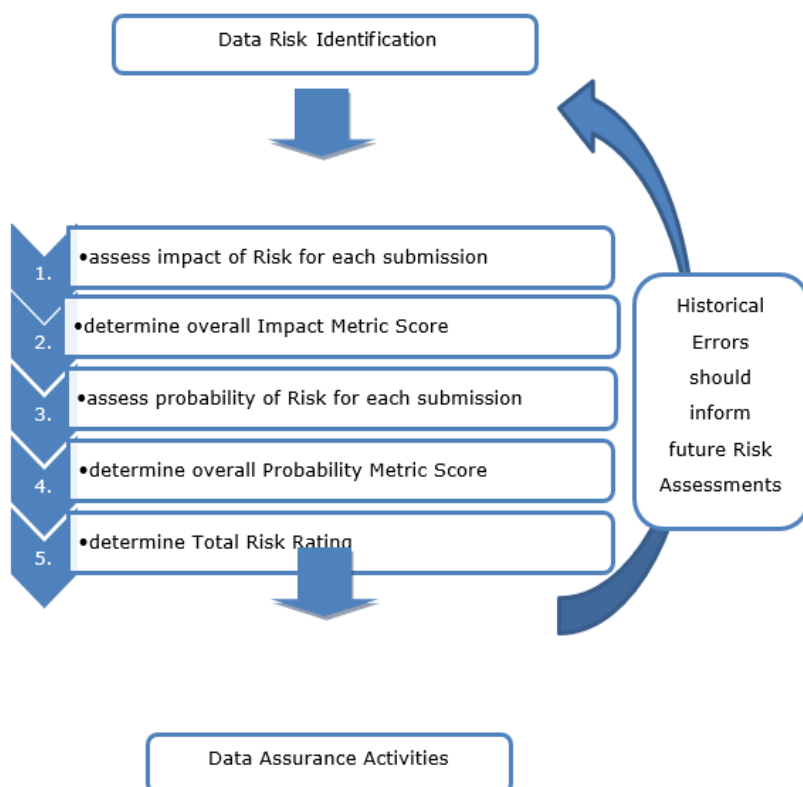 Data Risk Identification
1.
•assess impact of Risk for each submission
2.
•determine overall Impact Metric Score
3.
•assess probability of Risk for each submission
4.
•determine overall Probability Metric Score
5.
•determine Total Risk Rating
Historical
Errors
should
inform
future Risk
Assessments
Data Assurance Activities